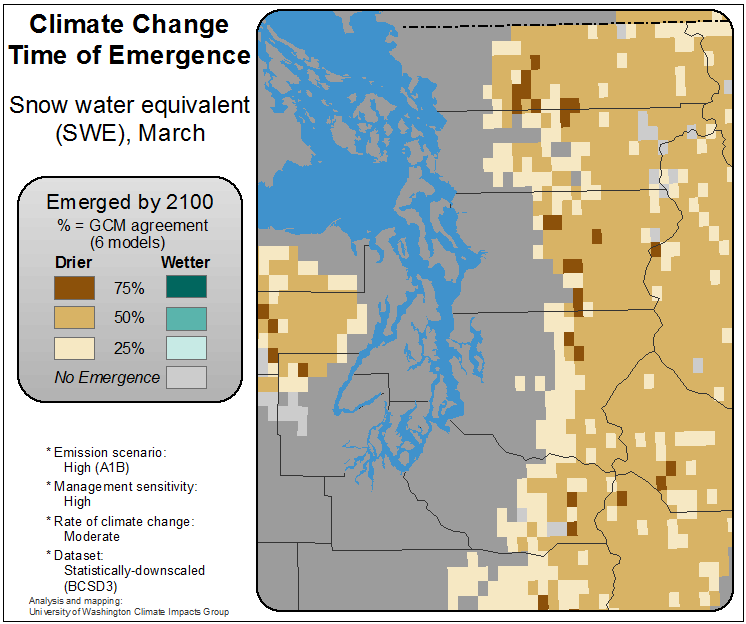 Climate Change
Time of Emergence
Snow water equivalent
(SWE), March
Emerged by 2100
% = GCM agreement
(6 models)
Drier Wetter
75%
50%
25%
No Emergence
* Emission scenario:
High (A1B)
* Management sensitivity:
High
* Rate of climate change:
Moderate
* Dataset:
Statistically-downscaled
(BCSD3)
Analysis and mapping:
University of Washington Climate Impacts Group